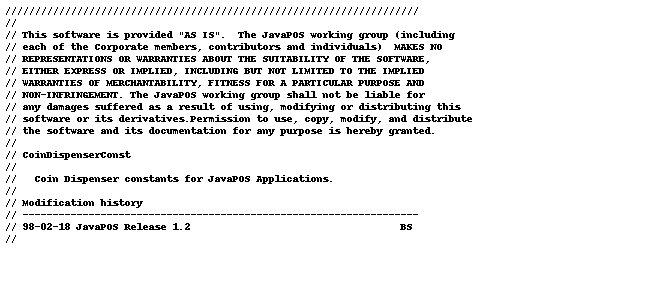 //////////////////////////////////////////////////////////////////////
//
// This software is provided "AS IS".  The JavaPOS working group (including
// each of the Corporate members, contributors and individuals)  MAKES NO
// REPRESENTATIONS OR WARRANTIES ABOUT THE SUITABILITY OF THE SOFTWARE,
// EITHER EXPRESS OR IMPLIED, INCLUDING BUT NOT LIMITED TO THE IMPLIED
// WARRANTIES OF MERCHANTABILITY, FITNESS FOR A PARTICULAR PURPOSE AND
// NON-INFRINGEMENT. The JavaPOS working group shall not be liable for
// any damages suffered as a result of using, modifying or distributing this
// software or its derivatives.Permission to use, copy, modify, and distribute
// the software and its documentation for any purpose is hereby granted.
//
// CoinDispenserConst
//
//   Coin Dispenser constants for JavaPOS Applications.
//
// Modification history
// ------------------------------------------------------------------
// 98-02-18 JavaPOS Release 1.2                                   BS
//